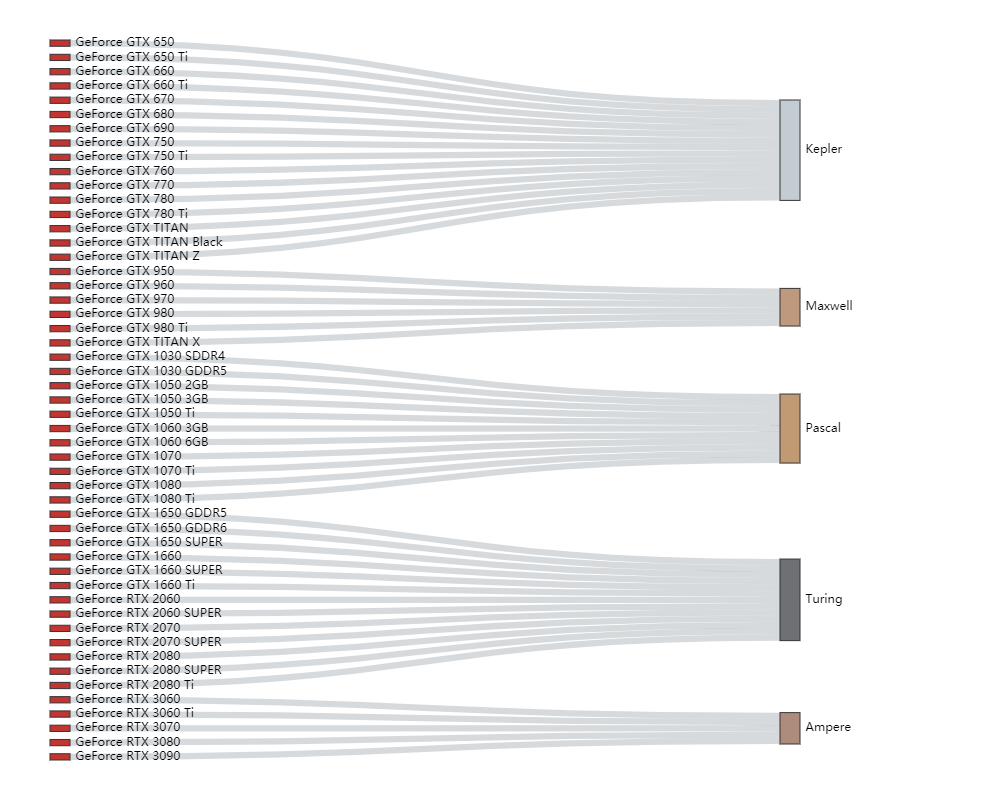 GeForce GTX 650
GeForce GTX 650 Ti
GeForce GTX 660
GeForce GTX 660 Ti
GeForce GTX 670
GeForce GTX 680
GeForce GTX 690
GeForce GTX 750
GeForce GTX 750 Ti
GeForce GTX 760
GeForce GTX 770
GeForce GTX 780
GeForce GTX 780 Ti
GeForce GTX TITAN
GeForce GTX TITAN Black
GeForce GTX TITAN Z
GeForce GTX 950
GeForce GTX 960
GeForce GTX 970
GeForce GTX 980
GeForce GTX 980 Ti
GeForce GTX TITAN X
GeForce GTX 1030 SDDR4
GeForce GTX 1030 GDDR5
GeForce GTX 1050 2GB
GeForce GTX 1050 3GB
GeForce GTX 1050 Ti
GeForce GTX 1060 3GB
GeForce GTX 1060 6GB
GeForce GTX 1070
GeForce GTX 1070 Ti
GeForce GTX 1080
GeForce GTX 1080 Ti
GeForce GTX 1650 GDDR5
GeForce GTX 1650 GDDR6
GeForce GTX 1650 SUPER
GeForce GTX 1660
GeForce GTX 1660 SUPER
GeForce GTX 1660 Ti
GeForce RTX 2060
GeForce RTX 2060 SUPER
GeForce RTX 2070
GeForce RTX 2070 SUPER
GeForce RTX 2080
GeForce RTX 2080 SUPER
GeForce RTX 2080 Ti
GeForce RTX 3060
GeForce RTX 3060 Ti
GeForce RTX 3070
GeForce RTX 3080
GeForce RTX 3090
Kepler
Maxwell
Pascal
Turing
Ampere